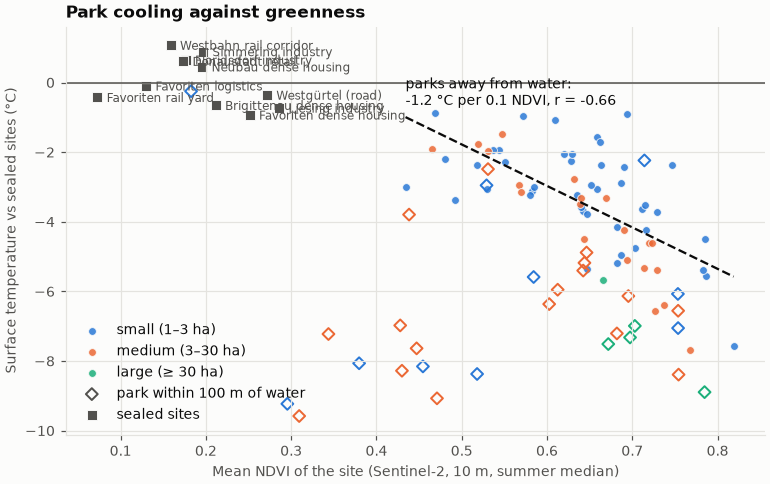 Park cooling against greenness
Westbahn rail corridor
Simmering industry
Neubau dense housing
Favoriten logistics
Favoriten rail yard
Westgürtel (road)
Brigittenau dense housing
Favoriten dense housing
parks away from water:
-1.2 °C per 0.1 NDVI, r = -0.66
0
−2
−4
−6
−8
−10
Surface temperature vs sealed sites (°C)
small (1–3 ha)
medium (3–30 ha)
large (≥ 30 ha)
park within 100 m of water
sealed sites
0.1 0.2 0.3 0.4 0.5 0.6 0.7 0.8
Mean NDVI of the site (Sentinel-2, 10 m, summer median)